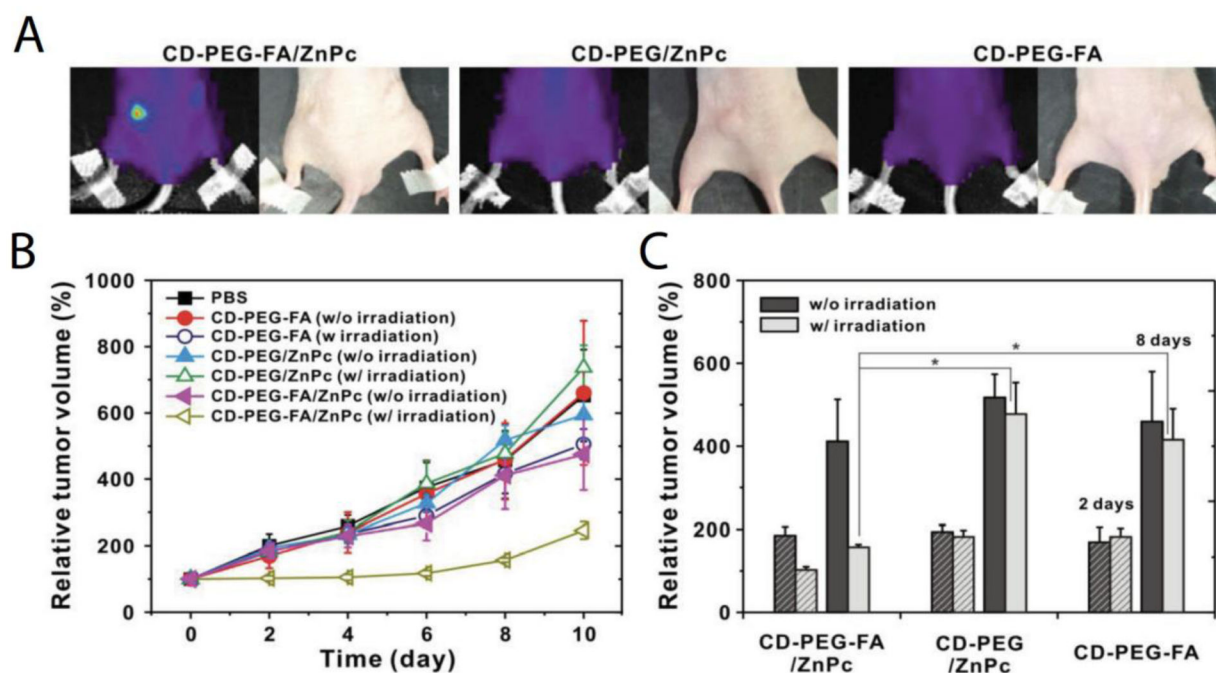 A
CD-PEG-FA/ZnPc
CD-PEG/ZnPc
CD-PEG-FA
B
1000
800
600
400
200
0
Relative tumor volume (%)
PBS
CD-PEG-FA (w/o irradiation)
CD-PEG-FA (w irradiation)
CD-PEG/ZnPc (w/o irradiation)
CD-PEG/ZnPc (w/ irradiation)
CD-PEG-FA/ZnPc (w/o irradiation)
CD-PEG-FA/ZnPc (w/ irradiation)
0 2 4 6 8 10
Time (day)
C
800
600
400
200
0
Relative tumor volume (%)
w/o irradiation
w/ irradiation
8 days
*
*
2 days
CD-PEG-FA
/ZnPc
CD-PEG
/ZnPc
CD-PEG-FA